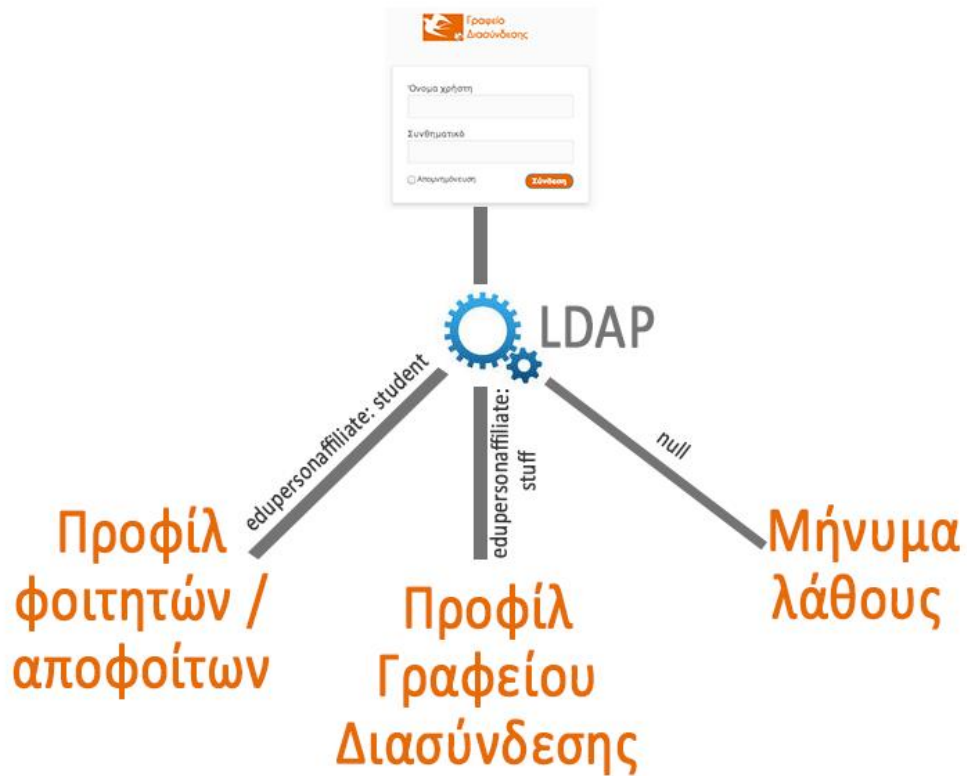 Γραφείο
Διασύνδεσης
Όνομα χρήστη
Συνθηματικό
Απομνημόνευση
Σύνδεση
LDAP
edupersonaffiliate: student
edupersonaffiliate:
stuff
null
Προφίλ
φοιτητών /
αποφοίτων
Προφίλ
Γραφείου
Διασύνδεσης
Μήνυμα
λάθους